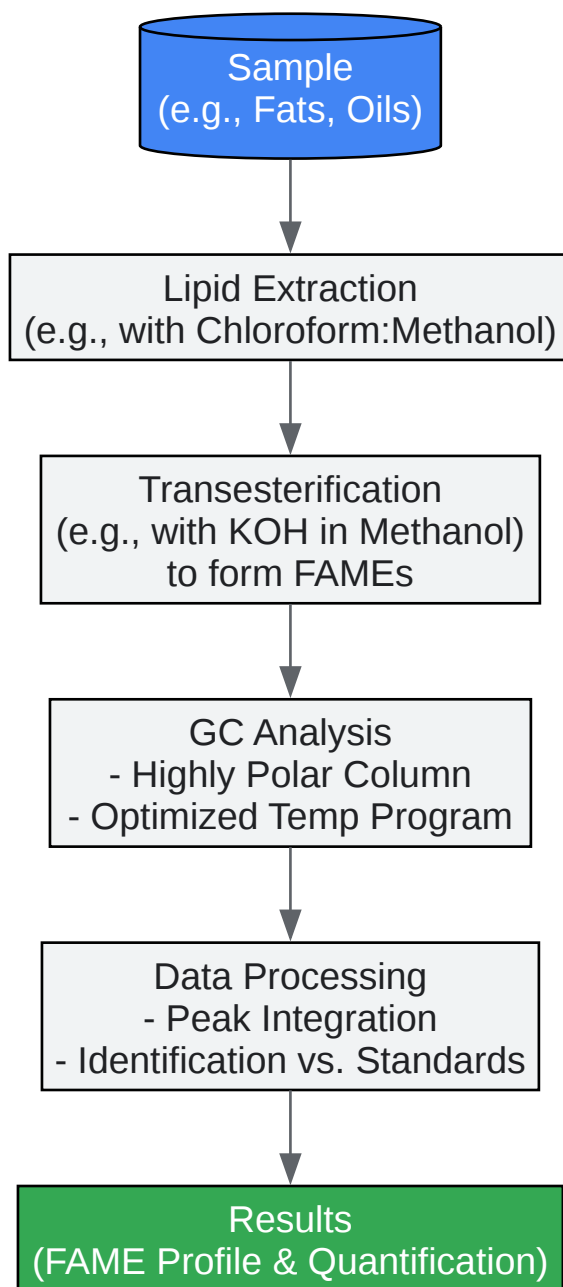 Sample
(e.g., Fats, Oils)
Lipid Extraction
(e.g., with Chloroform:Methanol)
Transesterification
(e.g., with KOH in Methanol)
to form FAMEs
GC Analysis
- Highly Polar Column
- Optimized Temp Program
Data Processing
- Peak Integration
- Identification vs. Standards
Results
(FAME Profile & Quantification)